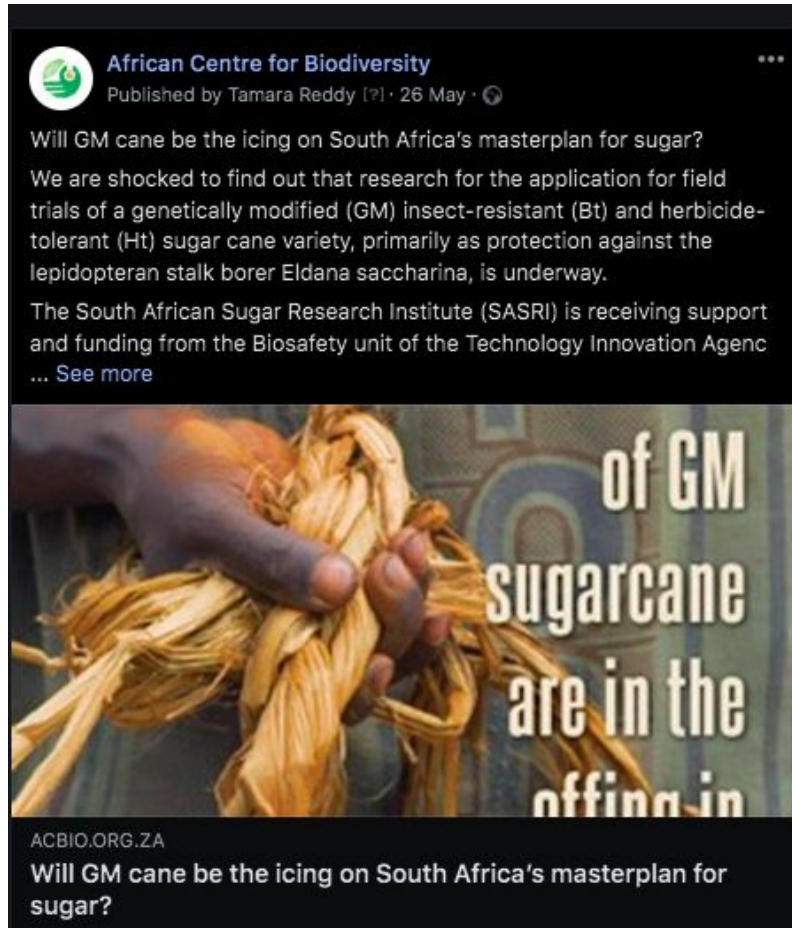 African Centre for Biodiversity
Published by Tamara Reddy [?] · 26 May ·
Will GM cane be the icing on South Africa's masterplan for sugar?
We are shocked to find out that research for the application for field
trials of a genetically modified (GM) insect-resistant (Bt) and herbicide-
tolerant (Ht) sugar cane variety, primarily as protection against the
lepidopteran stalk borer Eldana saccharina, is underway.
The South African Sugar Research Institute (SASRI) is receiving support
and funding from the Biosafety unit of the Technology Innovation Agenc
... See more
of GM
sugarcane
are in the
offing in
ACBIO.ORG.ZA
Will GM cane be the icing on South Africa's masterplan for
sugar?